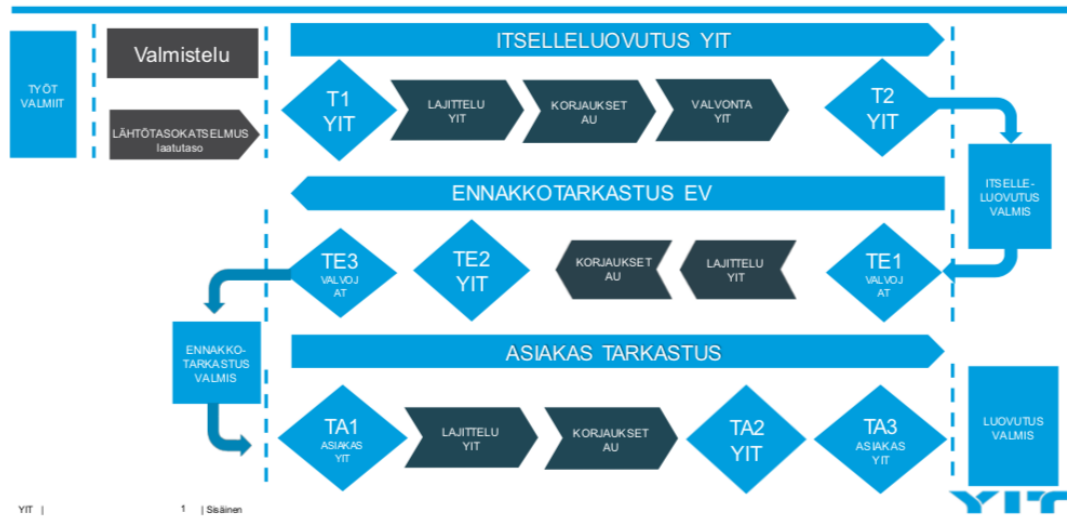 ITSELLELUOVUTUS YIT
TYÖT
VALMIIT
Valmistelu
LÄHTÖTASOKATSELMUS
laatutaso
T1
YIT
LAJITTELU
YIT
KORJAUKSET
AU
VALVONTA
YIT
T2
YIT
ITSELLE-
LUOVUTUS
VALMIS
ENNAKKOTARKASTUS EV
TE3
VALVOJ
AT
TE2
YIT
KORJAUKSET
AU
LAJITTELU
YIT
TE1
VALVOJ
AT
ENNAKKO-
TARKASTUS
VALMIS
ASIAKAS TARKASTUS
TA1
ASIAKAS
YIT
LAJITTELU
YIT
KORJAUKSET
AU
TA2
YIT
TA3
ASIAKAS
YIT
LUOVUTUS
VALMIS
YIT | 1 | Sisäinen
YIT